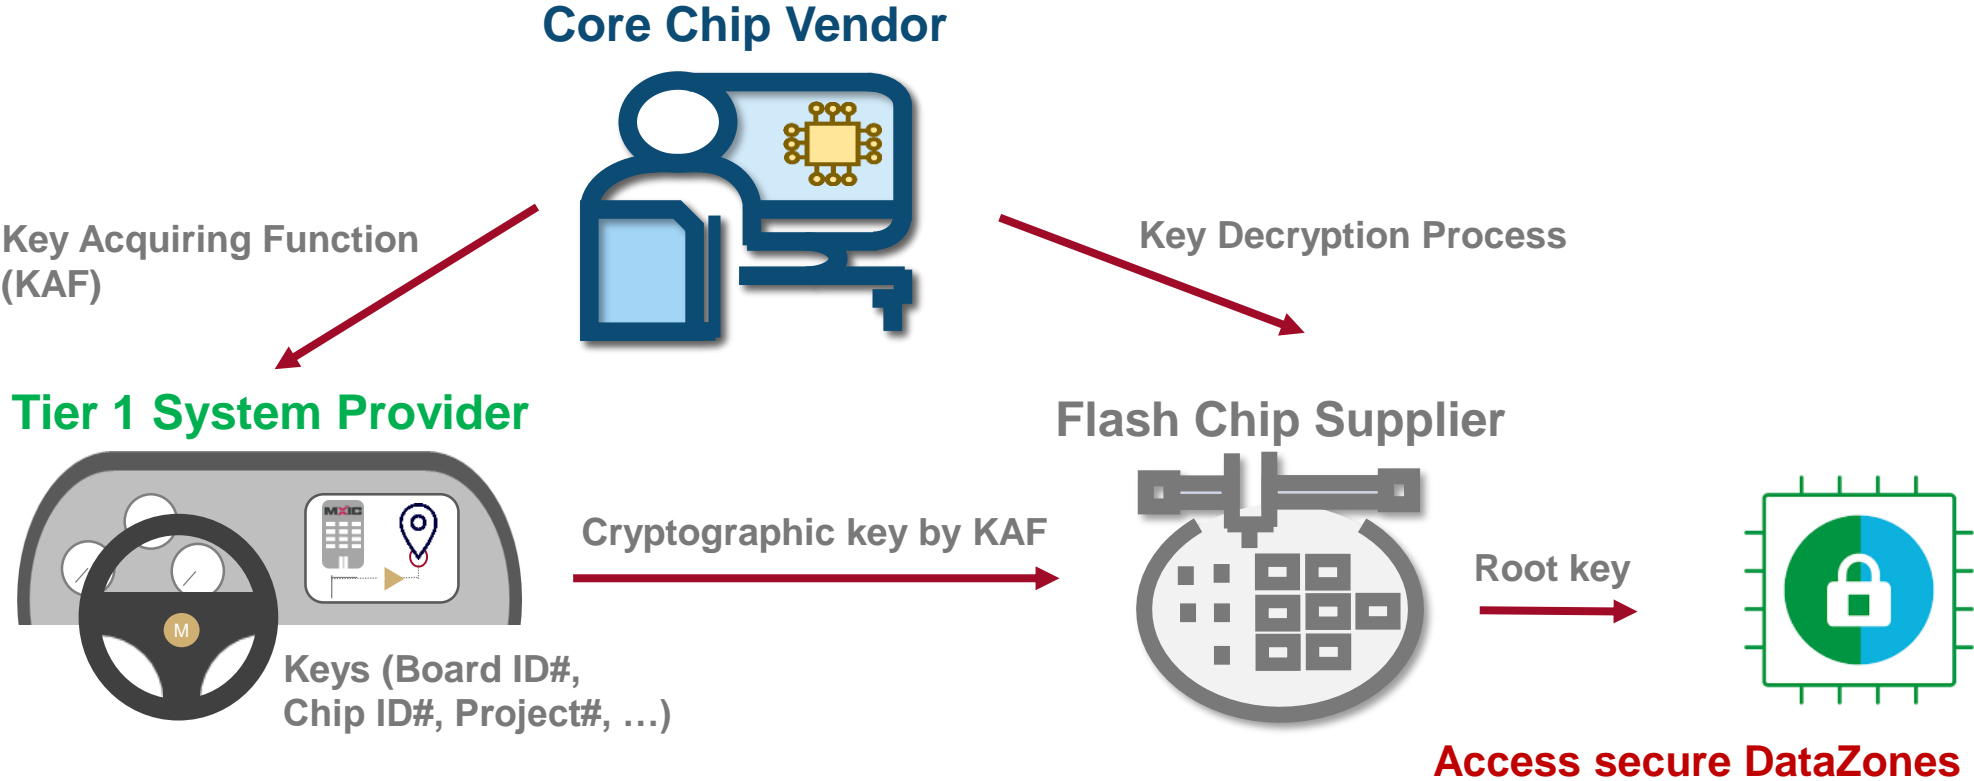 Core Chip Vendor
Key Acquiring Function
(KAF)
Key Decryption Process
Tier 1 System Provider
Flash Chip Supplier
MXIC
Cryptographic key by KAF
Root key
M
Keys (Board ID#,
Chip ID#, Project#, …)
Access secure DataZones